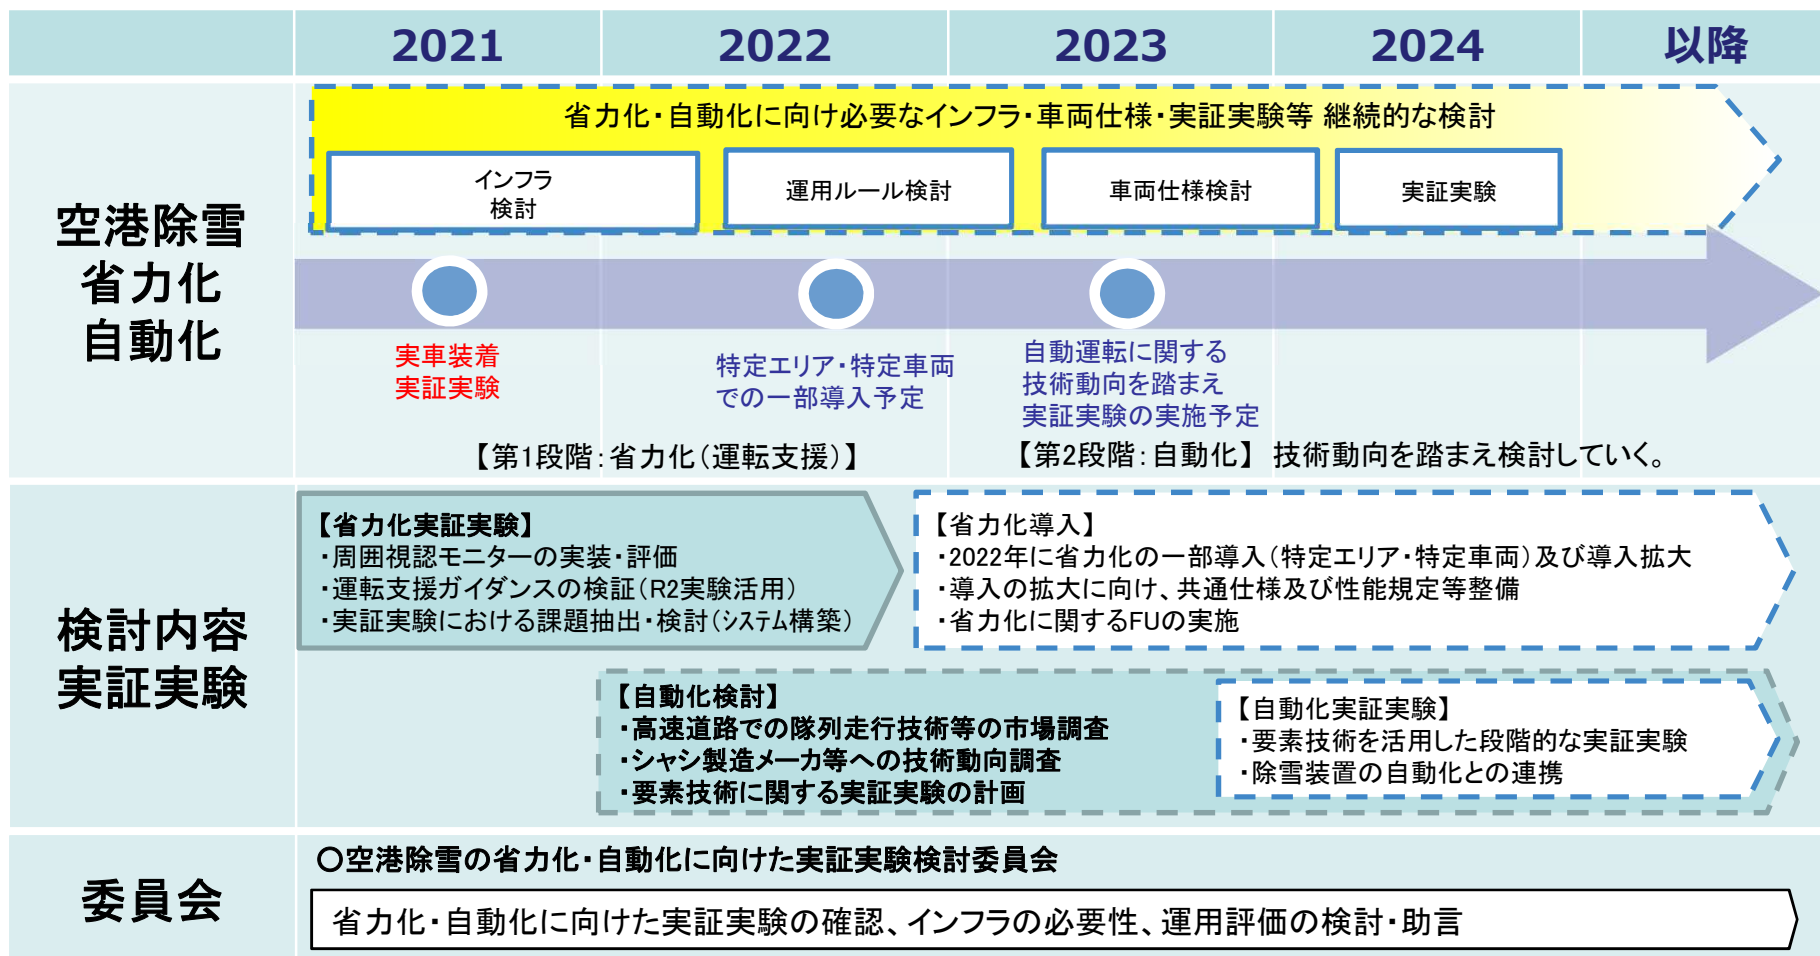 2021
2022
2023
2024
以降
空港除雪
省力化
自動化
省力化・自動化に向け必要なインフラ・車両仕様・実証実験等 継続的な検討
インフラ
検討
運用ルール検討
車両仕様検討
実証実験
実車装着
実証実験
特定エリア・特定車両
での一部導入予定
自動運転に関する
技術動向を踏まえ
実証実験の実施予定
【第1段階:省力化(運転支援)】
【第2段階:自動化】 技術動向を踏まえ検討していく。
検討内容
実証実験
【省力化実証実験】
・周囲視認モニターの実装・評価
・運転支援ガイダンスの検証(R2実験活用)
・実証実験における課題抽出・検討(システム構築)
【省力化導入】
・2022年に省力化の一部導入(特定エリア・特定車両)及び導入拡大
・導入の拡大に向け、共通仕様及び性能規定等整備
・省力化に関するFUの実施
【自動化検討】
・高速道路での隊列走行技術等の市場調査
・シャシ製造メーカ等への技術動向調査
・要素技術に関する実証実験の計画
【自動化実証実験】
・要素技術を活用した段階的な実証実験
・除雪装置の自動化との連携
委員会
〇空港除雪の省力化・自動化に向けた実証実験検討委員会
省力化・自動化に向けた実証実験の確認、インフラの必要性、運用評価の検討・助言